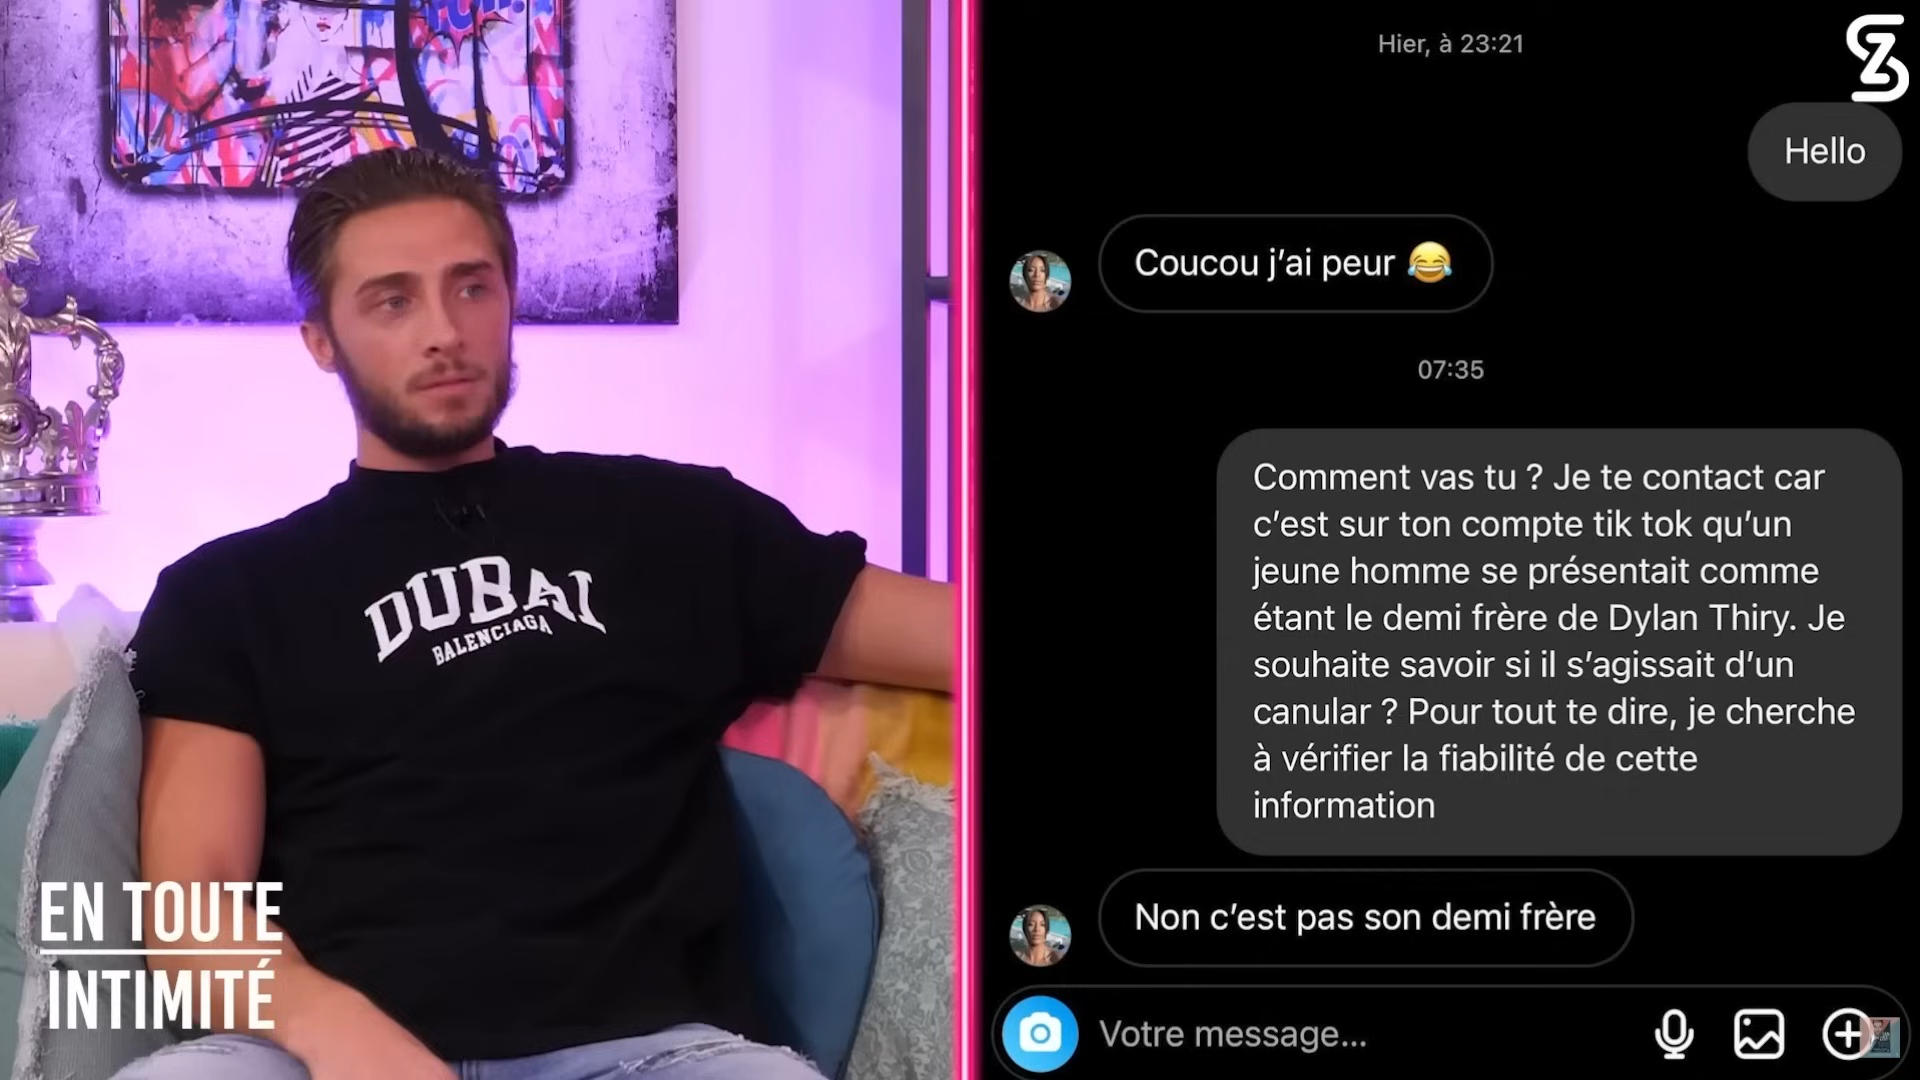 DUBAI
BALENCIAGA
EN TOUTE
INTIMITÉ
Hier, à 23:21
Hello
Coucou j’ai peur 😂
07:35
Comment vas tu ? Je te contact car
c’est sur ton compte tik tok qu’un
jeune homme se présentait comme
étant le demi frère de Dylan Thiry. Je
souhaite savoir si il s’agissait d’un
canular ? Pour tout te dire, je cherche
à vérifier la fiabilité de cette
information
Non c’est pas son demi frère
Votre message...